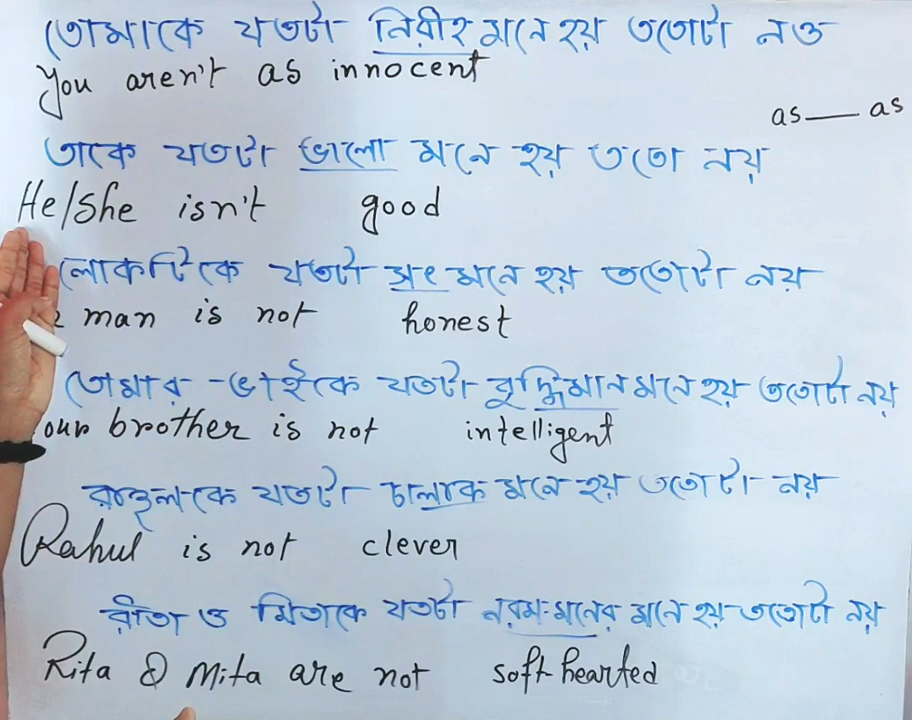 তোমাকে যতটা নিরীহ মনে হয় ততোটা নও
You aren't as innocent
as — as
তাকে যতটা ভালো মনে হয় ততো নয়
He/She isn't good
লোকটিকে যতটা সৎ মনে হয় ততোটা নয়
man is not honest
তোমার ভাইকে যতটা বুদ্ধিমান মনে হয় ততোটা নয়
our brother is not intelligent
রাহুলকে যতটা চালাক মনে হয় ততোটা নয়
Rahul is not clever
রীতা ও মিতাকে যতটা নরম মনের মনে হয় ততোটা নয়
Rita & Mita are not soft hearted